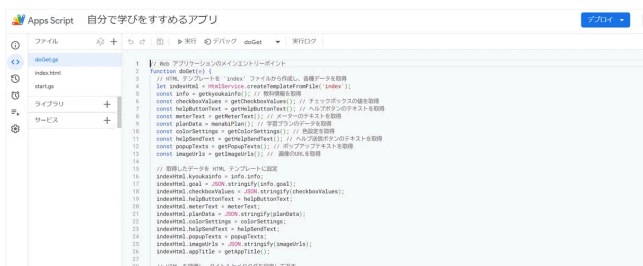 Apps Script 自分で学びをすすめるアプリ
デプロイ
ファイル
実行 デバッグ doGet 実行ログ
doGet.gs
index.html
start.gs
ライブラリ
サービス
1 // Web アプリケーションのメインエントリーポイント
2 function doGet(e) {
3 // HTML テンプレートを 'index' ファイルから作成し、各種データを取得
4 let indexHtml = HtmlService.createTemplateFromFile('index');
5 const info = getkyoukainfo(); // 教科情報を取得
6 const checkboxValues = getCheckboxValues(); // チェックボックスの値を取得
7 const helpButtonText = getHelpButtonText(); // ヘルプボタンのテキストを取得
8 const meterText = getMeterText(); // メーターのテキストを取得
9 const planData = manabiPlan(); // 学習プランのデータを取得
10 const colorSettings = getColorSettings(); // 色設定を取得
11 const helpSendText = getHelpSendText(); // ヘルプ送信ボタンのテキストを取得
12 const popupTexts = getPopupTexts(); // ポップアップテキストを取得
13 const imageUrls = getImageUrls(); // 画像のURLを取得
14
15 // 取得したデータを HTML テンプレートに設定
16 indexHtml.kyoukainfo = info.info;
17 indexHtml.goal = JSON.stringify(info.goal);
18 indexHtml.checkboxValues = JSON.stringify(checkboxValues);
19 indexHtml.helpButtonText = helpButtonText;
20 indexHtml.meterText = meterText;
21 indexHtml.planData = JSON.stringify(planData);
22 indexHtml.colorSettings = colorSettings;
23 indexHtml.helpSendText = helpSendText;
24 indexHtml.popupTexts = popupTexts;
25 indexHtml.imageUrls = JSON.stringify(imageUrls);
26 indexHtml.appTitle = getAppTitle();
27